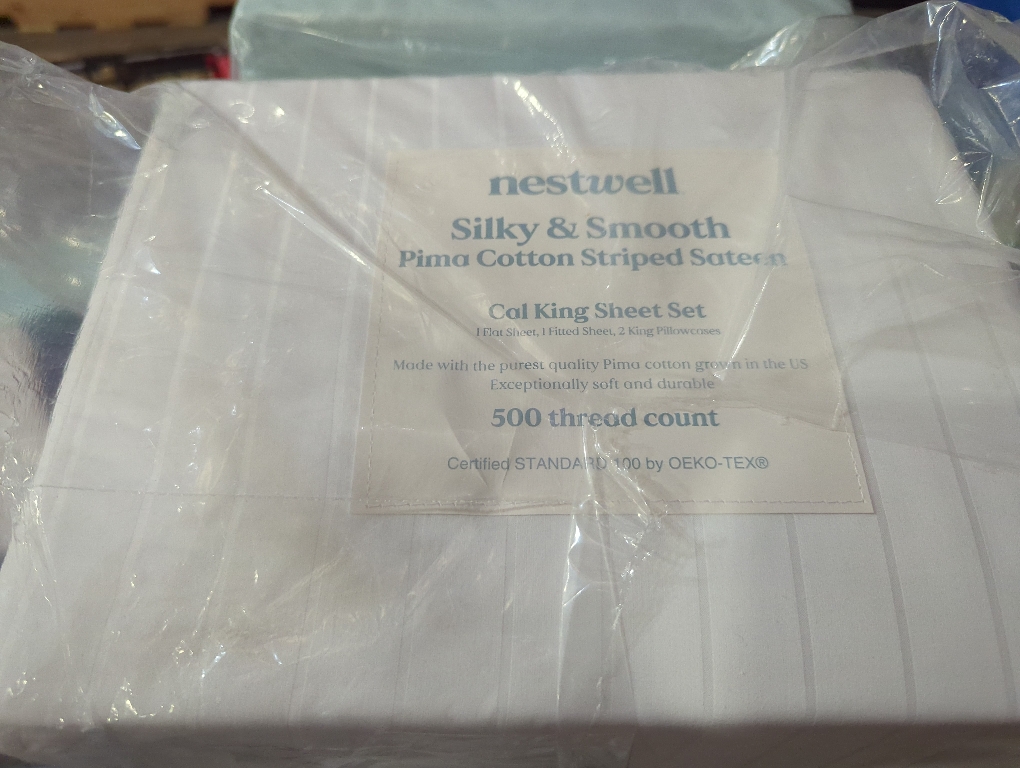 nestwell
Silky & Smooth
Pima Cotton Striped Sateen
Cal King Sheet Set
1 Flat Sheet, 1 Fitted Sheet, 2 King Pillowcases
Made with the purest quality Pima cotton grown in the US
Exceptionally soft and durable
500 thread count
Certified STANDARD 100 by OEKO-TEX®